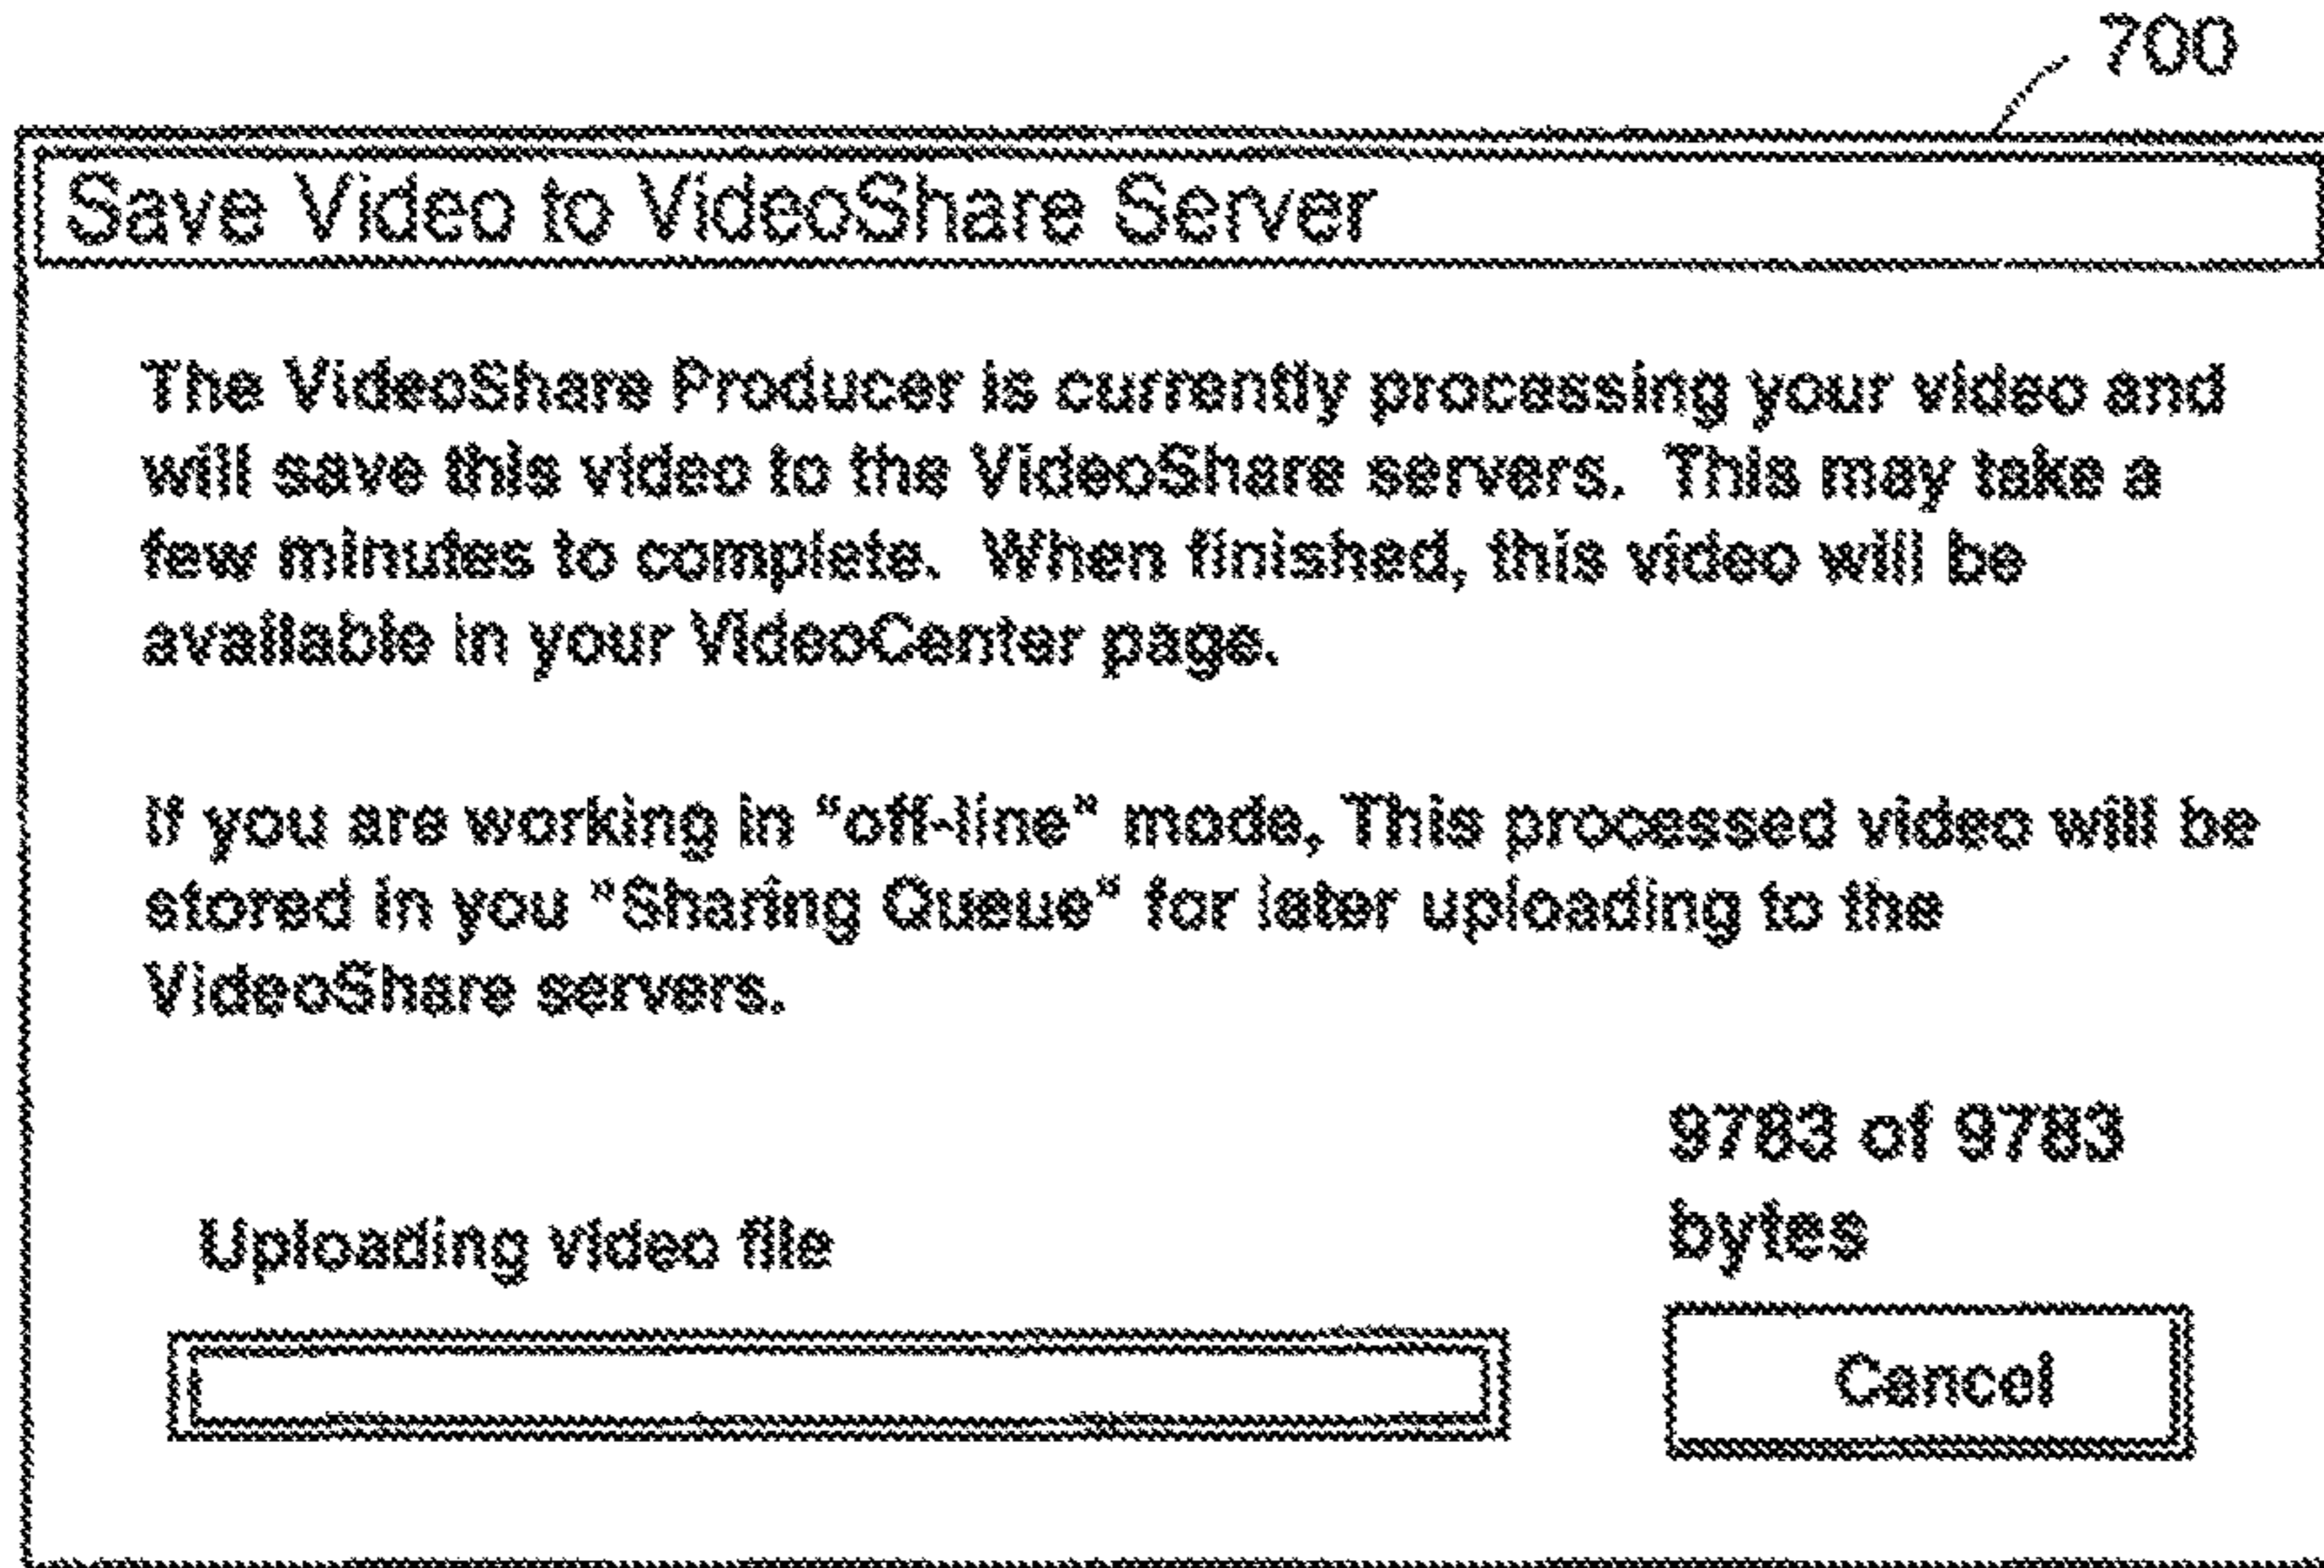 700
Save Video to VideoShare Server
The VideoShare Producer is currently processing your video and
will save this video to the VideoShare servers.  This may take a
few minutes to complete.  When finished, this video will be
available in your VideoCenter page.
If you are working in "off-line" mode, This processed video will be
stored in you "Sharing Queue" for later uploading to the
VideoShare servers.
9783 of 9783
bytes
Uploading video file
Cancel